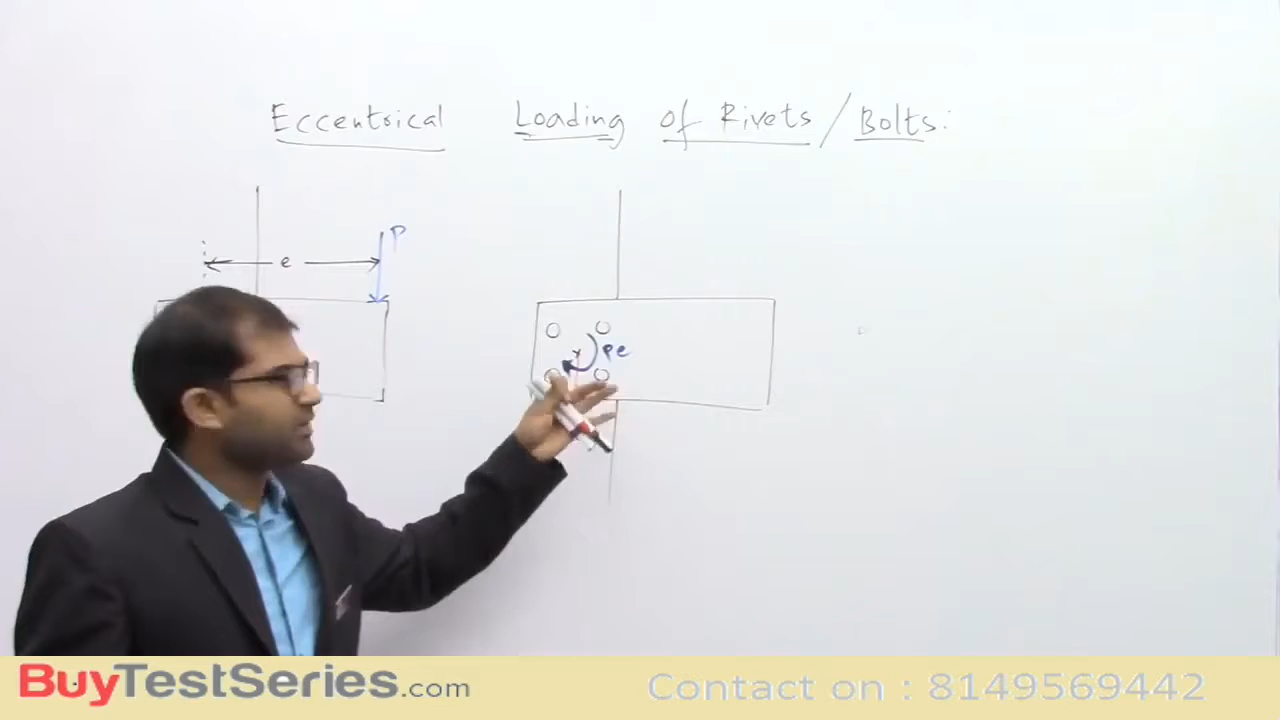 Eccentrical Loading of Rivets / Bolts:
P
e
Pe
BuyTestSeries.com
Contact on : 8149569442